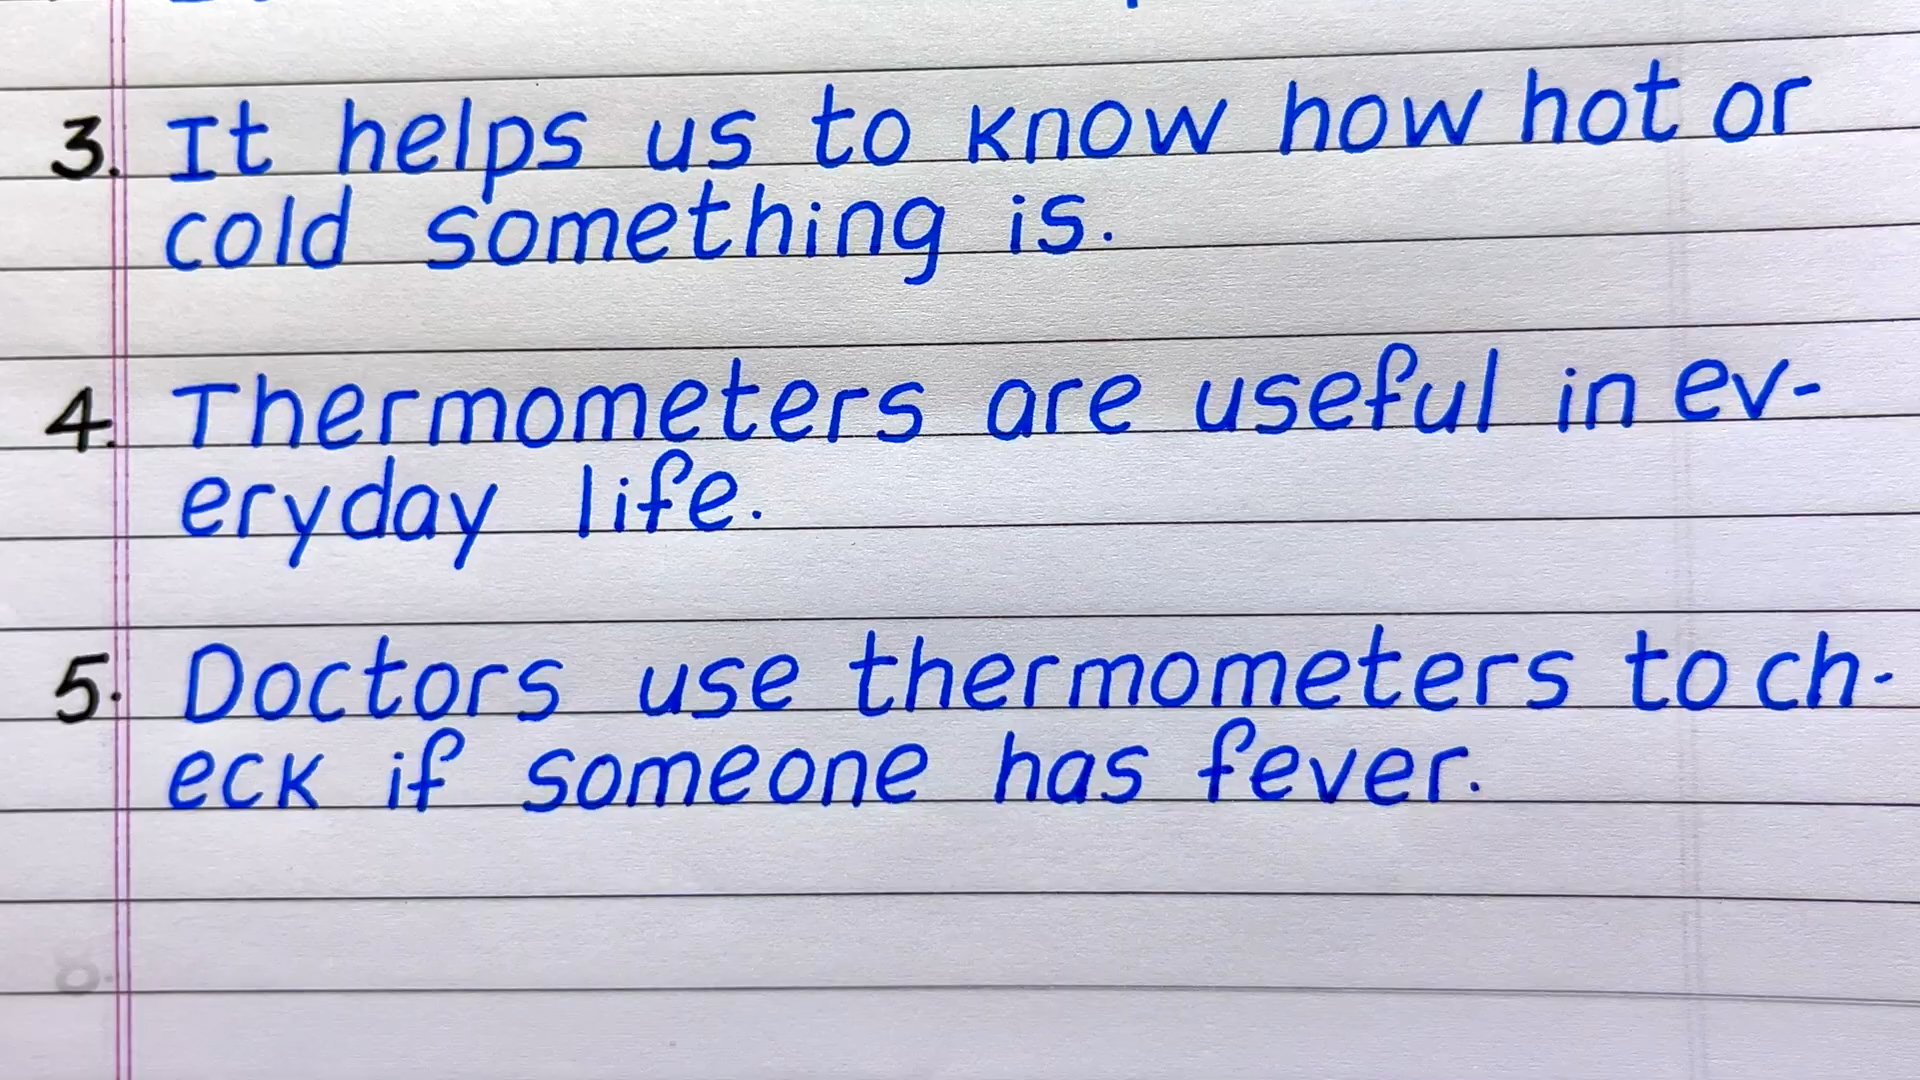 3. It helps us to know how hot or
cold something is.
4. Thermometers are useful in ev-
eryday life.
5. Doctors use thermometers to ch-
eck if someone has fever.
8.